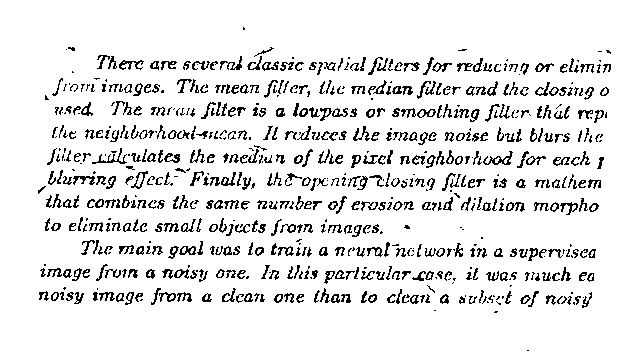 There are several classic spatial filters for reducing or elimin
from images. The mean filter, the median filter and the closing o
used. The mean filter is a lowpass or smoothing filter that rep
the neighborhood mean. It reduces the image noise but blurs the
filter calculates the median of the pixel neighborhood for each p
blurring effect. Finally, the opening closing filter is a mathem
that combines the same number of erosion and dilation morpho
to eliminate small objects from images.
The main goal was to train a neural network in a supervised
image from a noisy one. In this particular case, it was much ea
noisy image from a clean one than to clean a subset of noisy